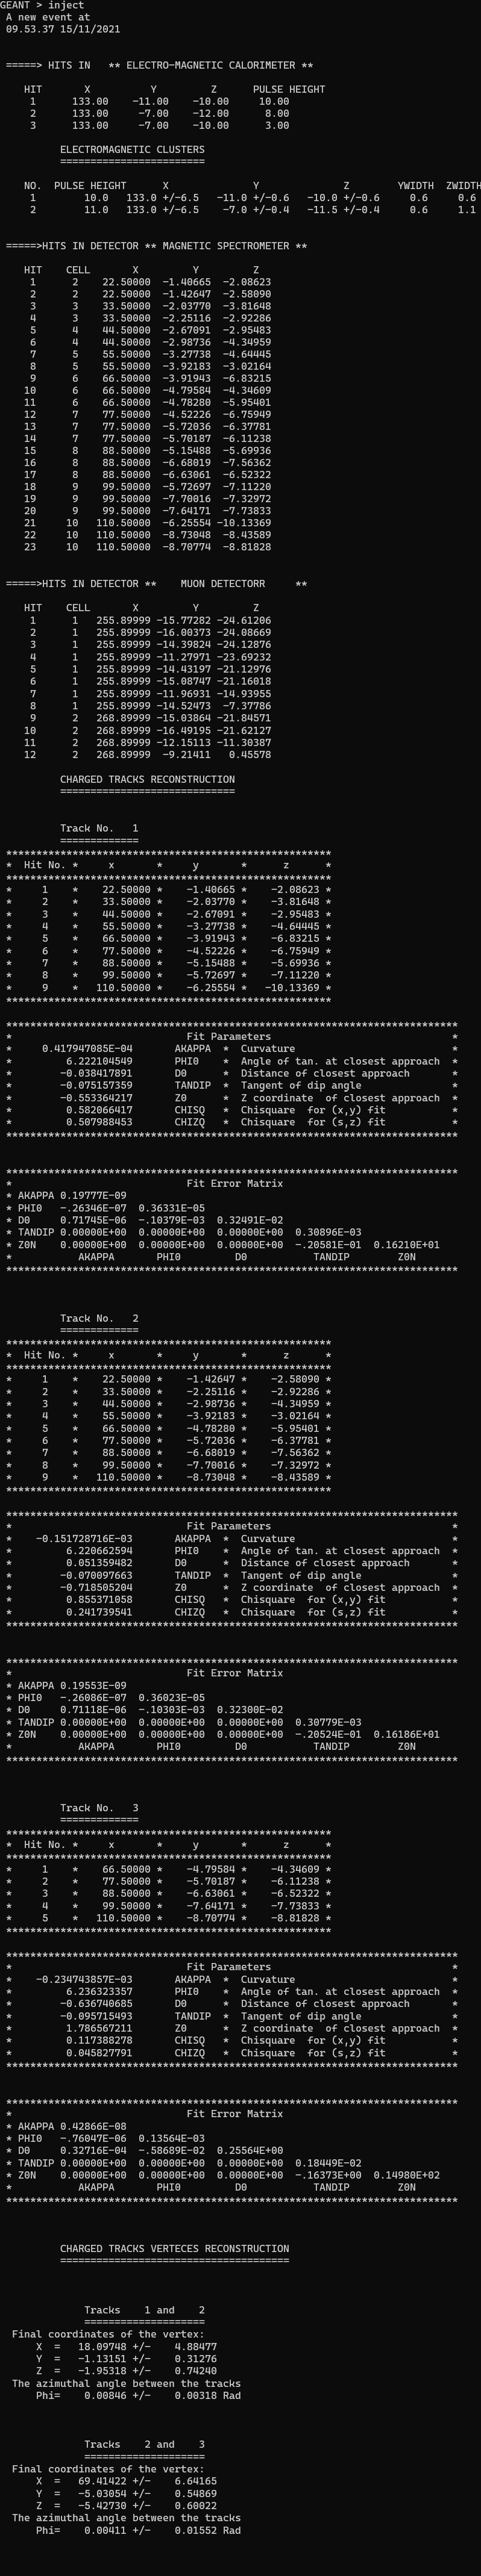 GEANT > inject
A new event at
09.53.37 15/11/2021
=====> HITS IN ** ELECTRO-MAGNETIC CALORIMETER **
HIT X Y Z PULSE HEIGHT
1 133.00 -11.00 -10.00 10.00
2 133.00 -7.00 -12.00 8.00
3 133.00 -7.00 -10.00 3.00
ELECTROMAGNETIC CLUSTERS
========================
NO. PULSE HEIGHT X Y Z YWIDTH ZWIDTH
1 10.0 133.0 +/-6.5 -11.0 +/-0.6 -10.0 +/-0.6 0.6 0.6
2 11.0 133.0 +/-6.5 -7.0 +/-0.4 -11.5 +/-0.4 0.6 1.1
=====>HITS IN DETECTOR ** MAGNETIC SPECTROMETER **
HIT CELL X Y Z
1 2 22.50000 -1.40665 -2.08623
2 2 22.50000 -1.42647 -2.58090
3 3 33.50000 -2.03770 -3.81648
4 3 33.50000 -2.25116 -2.92286
5 4 44.50000 -2.67091 -2.95483
6 4 44.50000 -2.98736 -4.34959
7 5 55.50000 -3.27738 -4.64445
8 5 55.50000 -3.92183 -3.02164
9 6 66.50000 -3.91943 -6.83215
10 6 66.50000 -4.79584 -4.34609
11 6 66.50000 -4.78280 -5.95401
12 7 77.50000 -4.52226 -6.75949
13 7 77.50000 -5.72036 -6.37781
14 7 77.50000 -5.70187 -6.11238
15 8 88.50000 -5.15488 -5.69936
16 8 88.50000 -6.68019 -7.56362
17 8 88.50000 -6.63061 -6.52322
18 9 99.50000 -5.72697 -7.11220
19 9 99.50000 -7.70016 -7.32972
20 9 99.50000 -7.64171 -7.73833
21 10 110.50000 -6.25554 -10.13369
22 10 110.50000 -8.73048 -8.43589
23 10 110.50000 -8.70774 -8.81828
=====>HITS IN DETECTOR ** MUON DETECTORR **
HIT CELL X Y Z
1 1 255.89999 -15.77282 -24.61206
2 1 255.89999 -16.00373 -24.08669
3 1 255.89999 -14.39824 -24.12876
4 1 255.89999 -11.27971 -23.69232
5 1 255.89999 -14.43197 -21.12976
6 1 255.89999 -15.08747 -21.16018
7 1 255.89999 -11.96931 -14.93955
8 1 255.89999 -14.52473 -7.37786
9 2 268.89999 -15.03864 -21.84571
10 2 268.89999 -16.49195 -21.62127
11 2 268.89999 -12.15113 -11.30387
12 2 268.89999 -9.21411 0.45578
CHARGED TRACKS RECONSTRUCTION
=============================
Track No. 1
=============
******************************************************
* Hit No. * x * y * z *
******************************************************
* 1 * 22.50000 * -1.40665 * -2.08623 *
* 2 * 33.50000 * -2.03770 * -3.81648 *
* 3 * 44.50000 * -2.67091 * -2.95483 *
* 4 * 55.50000 * -3.27738 * -4.64445 *
* 5 * 66.50000 * -3.91943 * -6.83215 *
* 6 * 77.50000 * -4.52226 * -6.75949 *
* 7 * 88.50000 * -5.15488 * -5.69936 *
* 8 * 99.50000 * -5.72697 * -7.11220 *
* 9 * 110.50000 * -6.25554 * -10.13369 *
******************************************************
***************************************************************************
* Fit Parameters *
* 0.417947085E-04 AKAPPA * Curvature *
* 6.222104549 PHI0 * Angle of tan. at closest approach *
* -0.038417891 D0 * Distance of closest approach *
* -0.075157359 TANDIP * Tangent of dip angle *
* -0.553364217 Z0 * Z coordinate of closest approach *
* 0.582066417 CHISQ * Chisquare for (x,y) fit *
* 0.507988453 CHIZQ * Chisquare for (s,z) fit *
***************************************************************************
***************************************************************************
* Fit Error Matrix
* AKAPPA 0.19777E-09
* PHI0 -.26346E-07 0.36331E-05
* D0 0.71745E-06 -.10379E-03 0.32491E-02
* TANDIP 0.00000E+00 0.00000E+00 0.00000E+00 0.30896E-03
* Z0N 0.00000E+00 0.00000E+00 0.00000E+00 -.20581E-01 0.16210E+01
* AKAPPA PHI0 D0 TANDIP Z0N
***************************************************************************
Track No. 2
=============
******************************************************
* Hit No. * x * y * z *
******************************************************
* 1 * 22.50000 * -1.42647 * -2.58090 *
* 2 * 33.50000 * -2.25116 * -2.92286 *
* 3 * 44.50000 * -2.98736 * -4.34959 *
* 4 * 55.50000 * -3.92183 * -3.02164 *
* 5 * 66.50000 * -4.78280 * -5.95401 *
* 6 * 77.50000 * -5.72036 * -6.37781 *
* 7 * 88.50000 * -6.68019 * -7.56362 *
* 8 * 99.50000 * -7.70016 * -7.32972 *
* 9 * 110.50000 * -8.73048 * -8.43589 *
******************************************************
***************************************************************************
* Fit Parameters *
* -0.151728716E-03 AKAPPA * Curvature *
* 6.220662594 PHI0 * Angle of tan. at closest approach *
* 0.051359482 D0 * Distance of closest approach *
* -0.070097663 TANDIP * Tangent of dip angle *
* -0.718505204 Z0 * Z coordinate of closest approach *
* 0.855371058 CHISQ * Chisquare for (x,y) fit *
* 0.241739541 CHIZQ * Chisquare for (s,z) fit *
***************************************************************************
***************************************************************************
* Fit Error Matrix
* AKAPPA 0.19553E-09
* PHI0 -.26086E-07 0.36023E-05
* D0 0.71118E-06 -.10303E-03 0.32300E-02
* TANDIP 0.00000E+00 0.00000E+00 0.00000E+00 0.30779E-03
* Z0N 0.00000E+00 0.00000E+00 0.00000E+00 -.20524E-01 0.16186E+01
* AKAPPA PHI0 D0 TANDIP Z0N
***************************************************************************
Track No. 3
=============
******************************************************
* Hit No. * x * y * z *
******************************************************
* 1 * 66.50000 * -4.79584 * -4.34609 *
* 2 * 77.50000 * -5.70187 * -6.11238 *
* 3 * 88.50000 * -6.63061 * -6.52322 *
* 4 * 99.50000 * -7.64171 * -7.73833 *
* 5 * 110.50000 * -8.70774 * -8.81828 *
******************************************************
***************************************************************************
* Fit Parameters *
* -0.234743857E-03 AKAPPA * Curvature *
* 6.236323357 PHI0 * Angle of tan. at closest approach *
* -0.636740685 D0 * Distance of closest approach *
* -0.095715493 TANDIP * Tangent of dip angle *
* 1.786567211 Z0 * Z coordinate of closest approach *
* 0.117388278 CHISQ * Chisquare for (x,y) fit *
* 0.045827791 CHIZQ * Chisquare for (s,z) fit *
***************************************************************************
***************************************************************************
* Fit Error Matrix
* AKAPPA 0.42866E-08
* PHI0 -.76047E-06 0.13564E-03
* D0 0.32716E-04 -.58689E-02 0.25564E+00
* TANDIP 0.00000E+00 0.00000E+00 0.00000E+00 0.18449E-02
* Z0N 0.00000E+00 0.00000E+00 0.00000E+00 -.16373E+00 0.14980E+02
* AKAPPA PHI0 D0 TANDIP Z0N
***************************************************************************
CHARGED TRACKS VERTECES RECONSTRUCTION
======================================
Tracks 1 and 2
====================
Final coordinates of the vertex:
X = 18.09748 +/- 4.88477
Y = -1.13151 +/- 0.31276
Z = -1.95318 +/- 0.74240
The azimuthal angle between the tracks
Phi= 0.00846 +/- 0.00318 Rad
Tracks 2 and 3
====================
Final coordinates of the vertex:
X = 69.41422 +/- 6.64165
Y = -5.03054 +/- 0.54869
Z = -5.42730 +/- 0.60022
The azimuthal angle between the tracks
Phi= 0.00411 +/- 0.01552 Rad